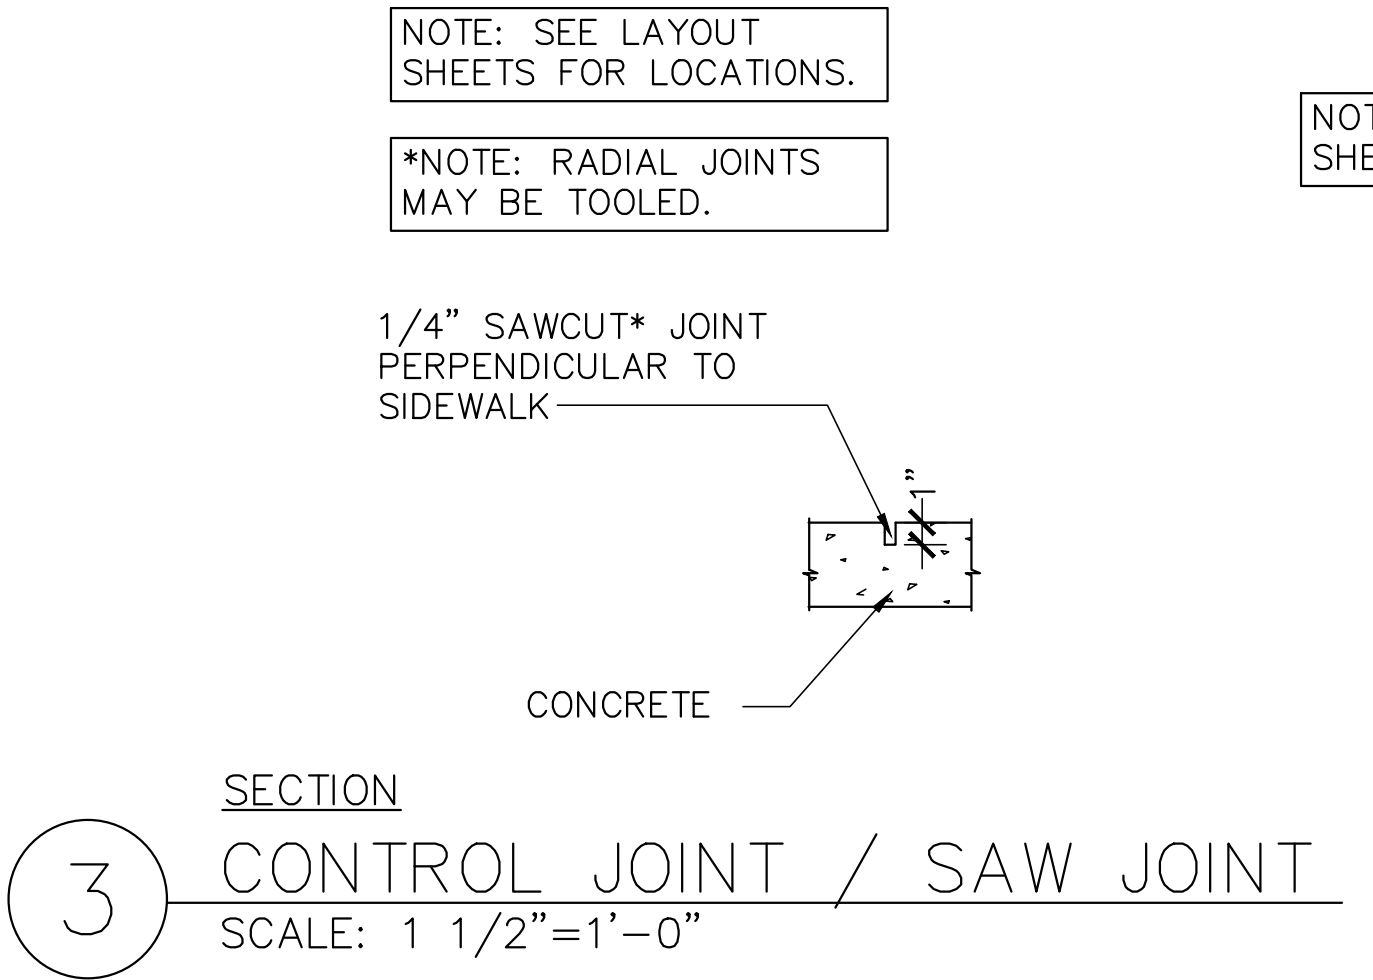 NOTE: SEE LAYOUT
SHEETS FOR LOCATIONS.
*NOTE: RADIAL JOINTS
MAY BE TOOLED.
1/4” SAWCUT* JOINT
PERPENDICULAR TO
SIDEWALK
1”
CONCRETE
SECTION
3
CONTROL JOINT / SAW JOINT
SCALE: 1 1/2”=1’-0”